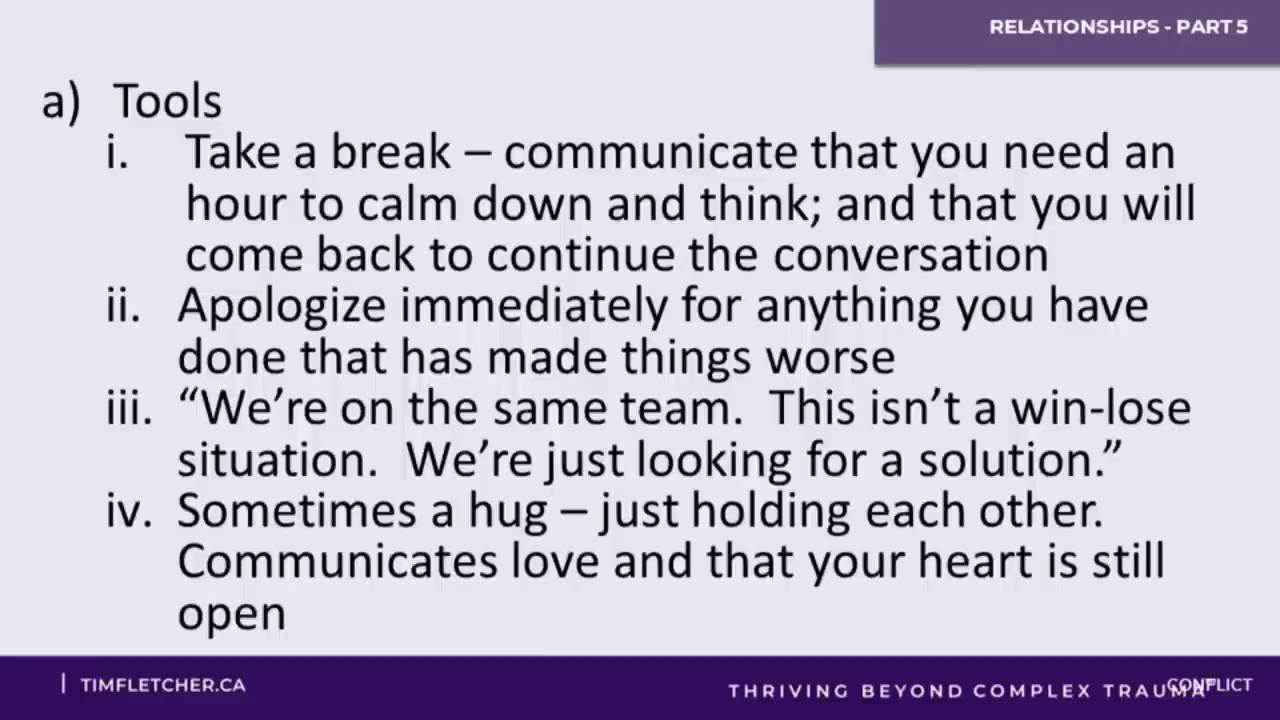 RELATIONSHIPS - PART 5
a) Tools
i. Take a break – communicate that you need an
hour to calm down and think; and that you will
come back to continue the conversation
ii. Apologize immediately for anything you have
done that has made things worse
iii. “We’re on the same team.  This isn’t a win-lose
situation.  We’re just looking for a solution.”
iv. Sometimes a hug – just holding each other.
Communicates love and that your heart is still
open
| TIMFLETCHER.CA
THRIVING BEYOND COMPLEX TRAUMA
CONFLICT